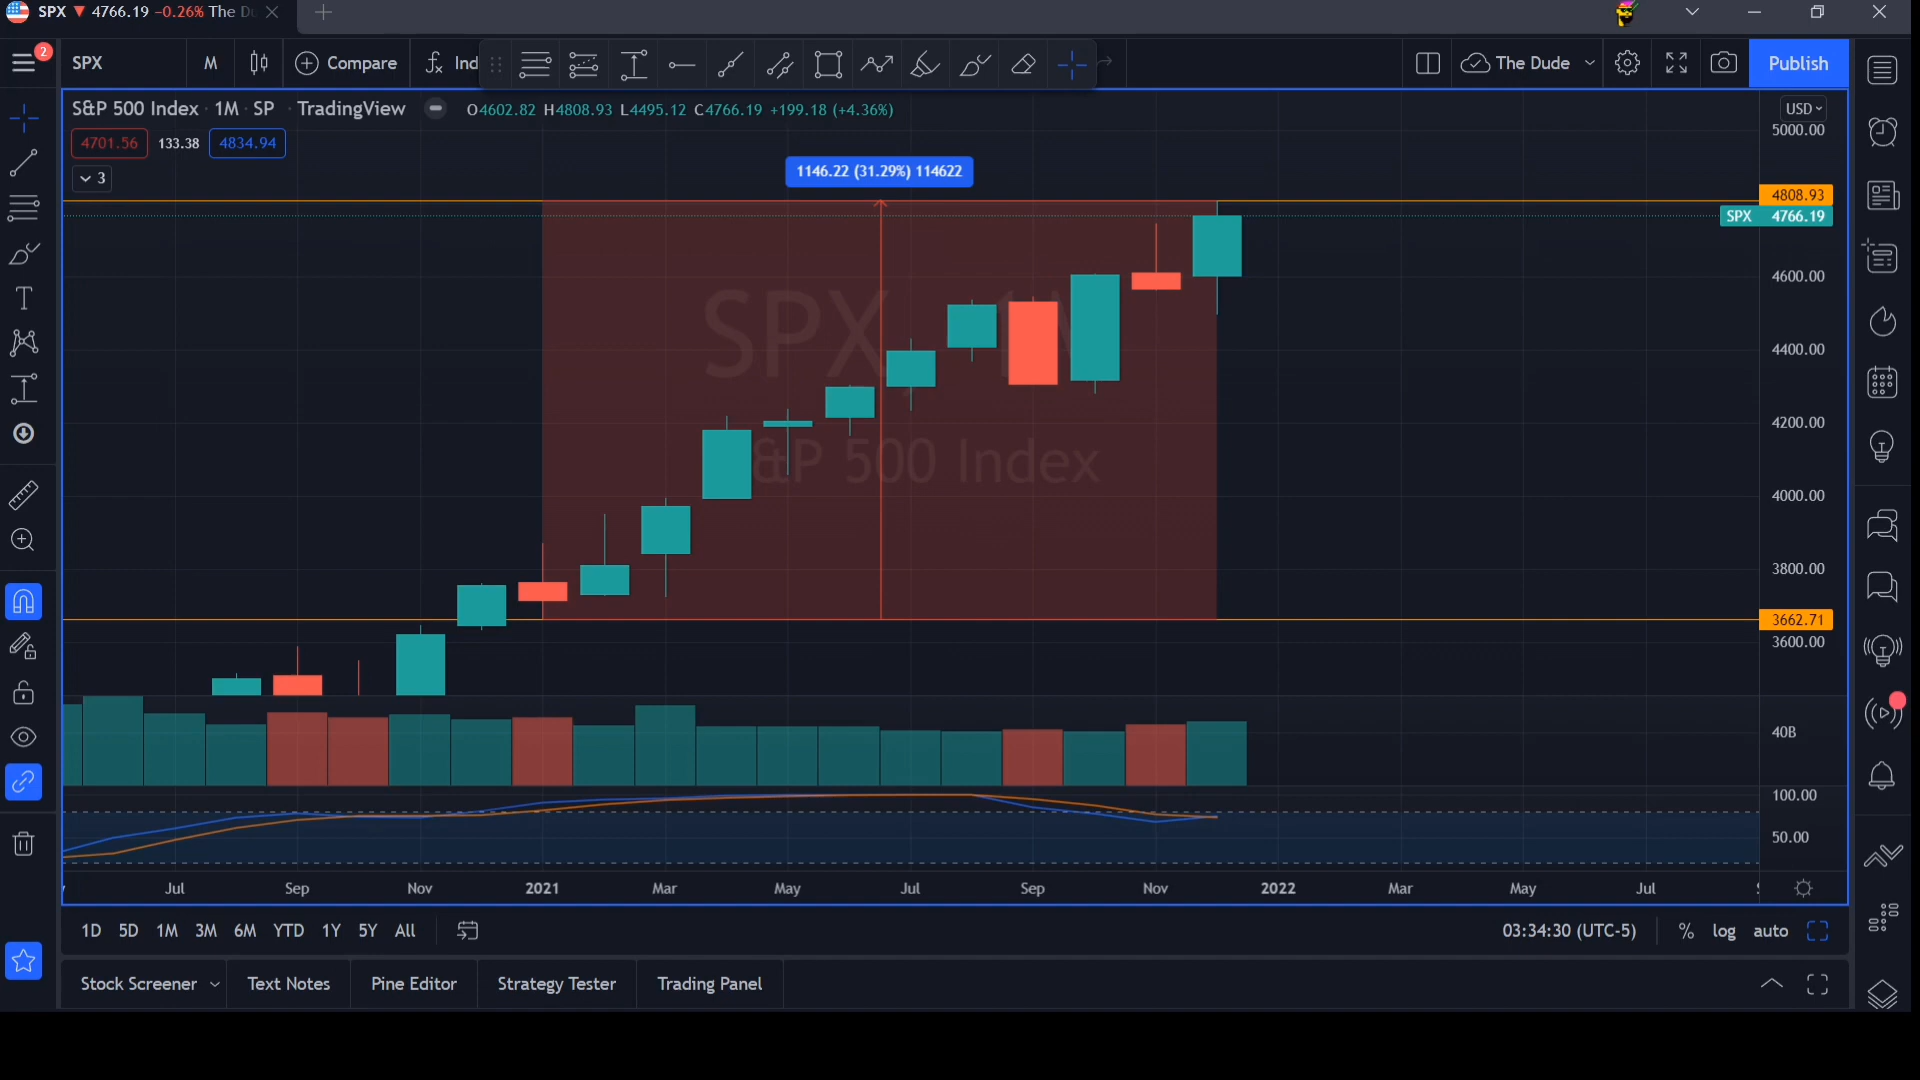 SPX ▼ 4766.19 −0.26% The Du
2
SPX M Compare Ind The Dude Publish
S&P 500 Index · 1M · SP · TradingView O4602.82 H4808.93 L4495.12 C4766.19 +199.18 (+4.36%)
USD
5000.00
4701.56 133.38 4834.94
3
1146.22 (31.29%) 114622
4808.93
SPX 4766.19
4600.00
SPX, 1M
4400.00
4200.00
S&P 500 Index
4000.00
3800.00
3662.71
3600.00
40B
100.00
50.00
Jul Sep Nov 2021 Mar May Jul Sep Nov 2022 Mar May Jul
1D 5D 1M 3M 6M YTD 1Y 5Y All 03:34:30 (UTC-5) % log auto
Stock Screener Text Notes Pine Editor Strategy Tester Trading Panel